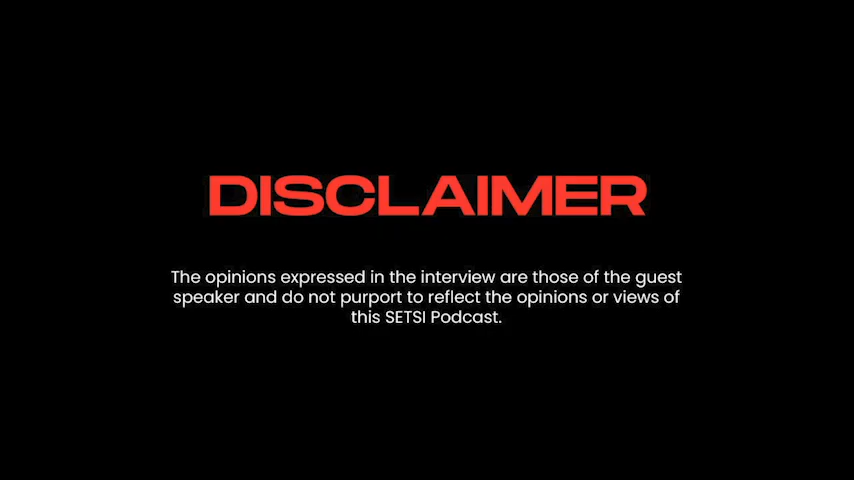 DISCLAIMER
The opinions expressed in the interview are those of the guest
speaker and do not purport to reflect the opinions or views of
this SETSI Podcast.